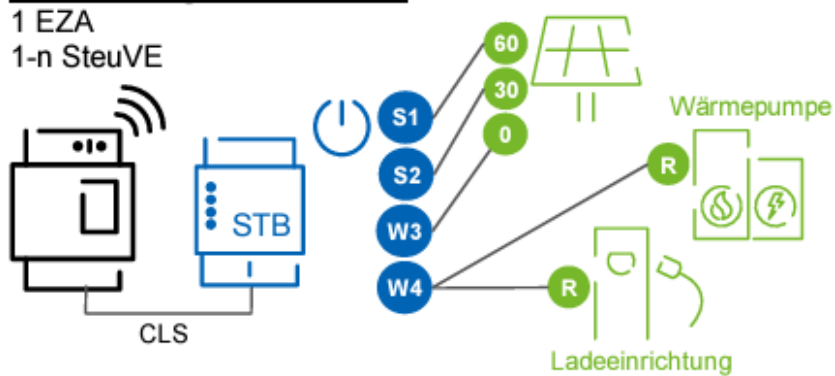 1 EZA
1-n SteuVE
60
S1
30
Wärmepumpe
0
S2
R
STB
W3
W4
R
CLS
Ladeeinrichtung